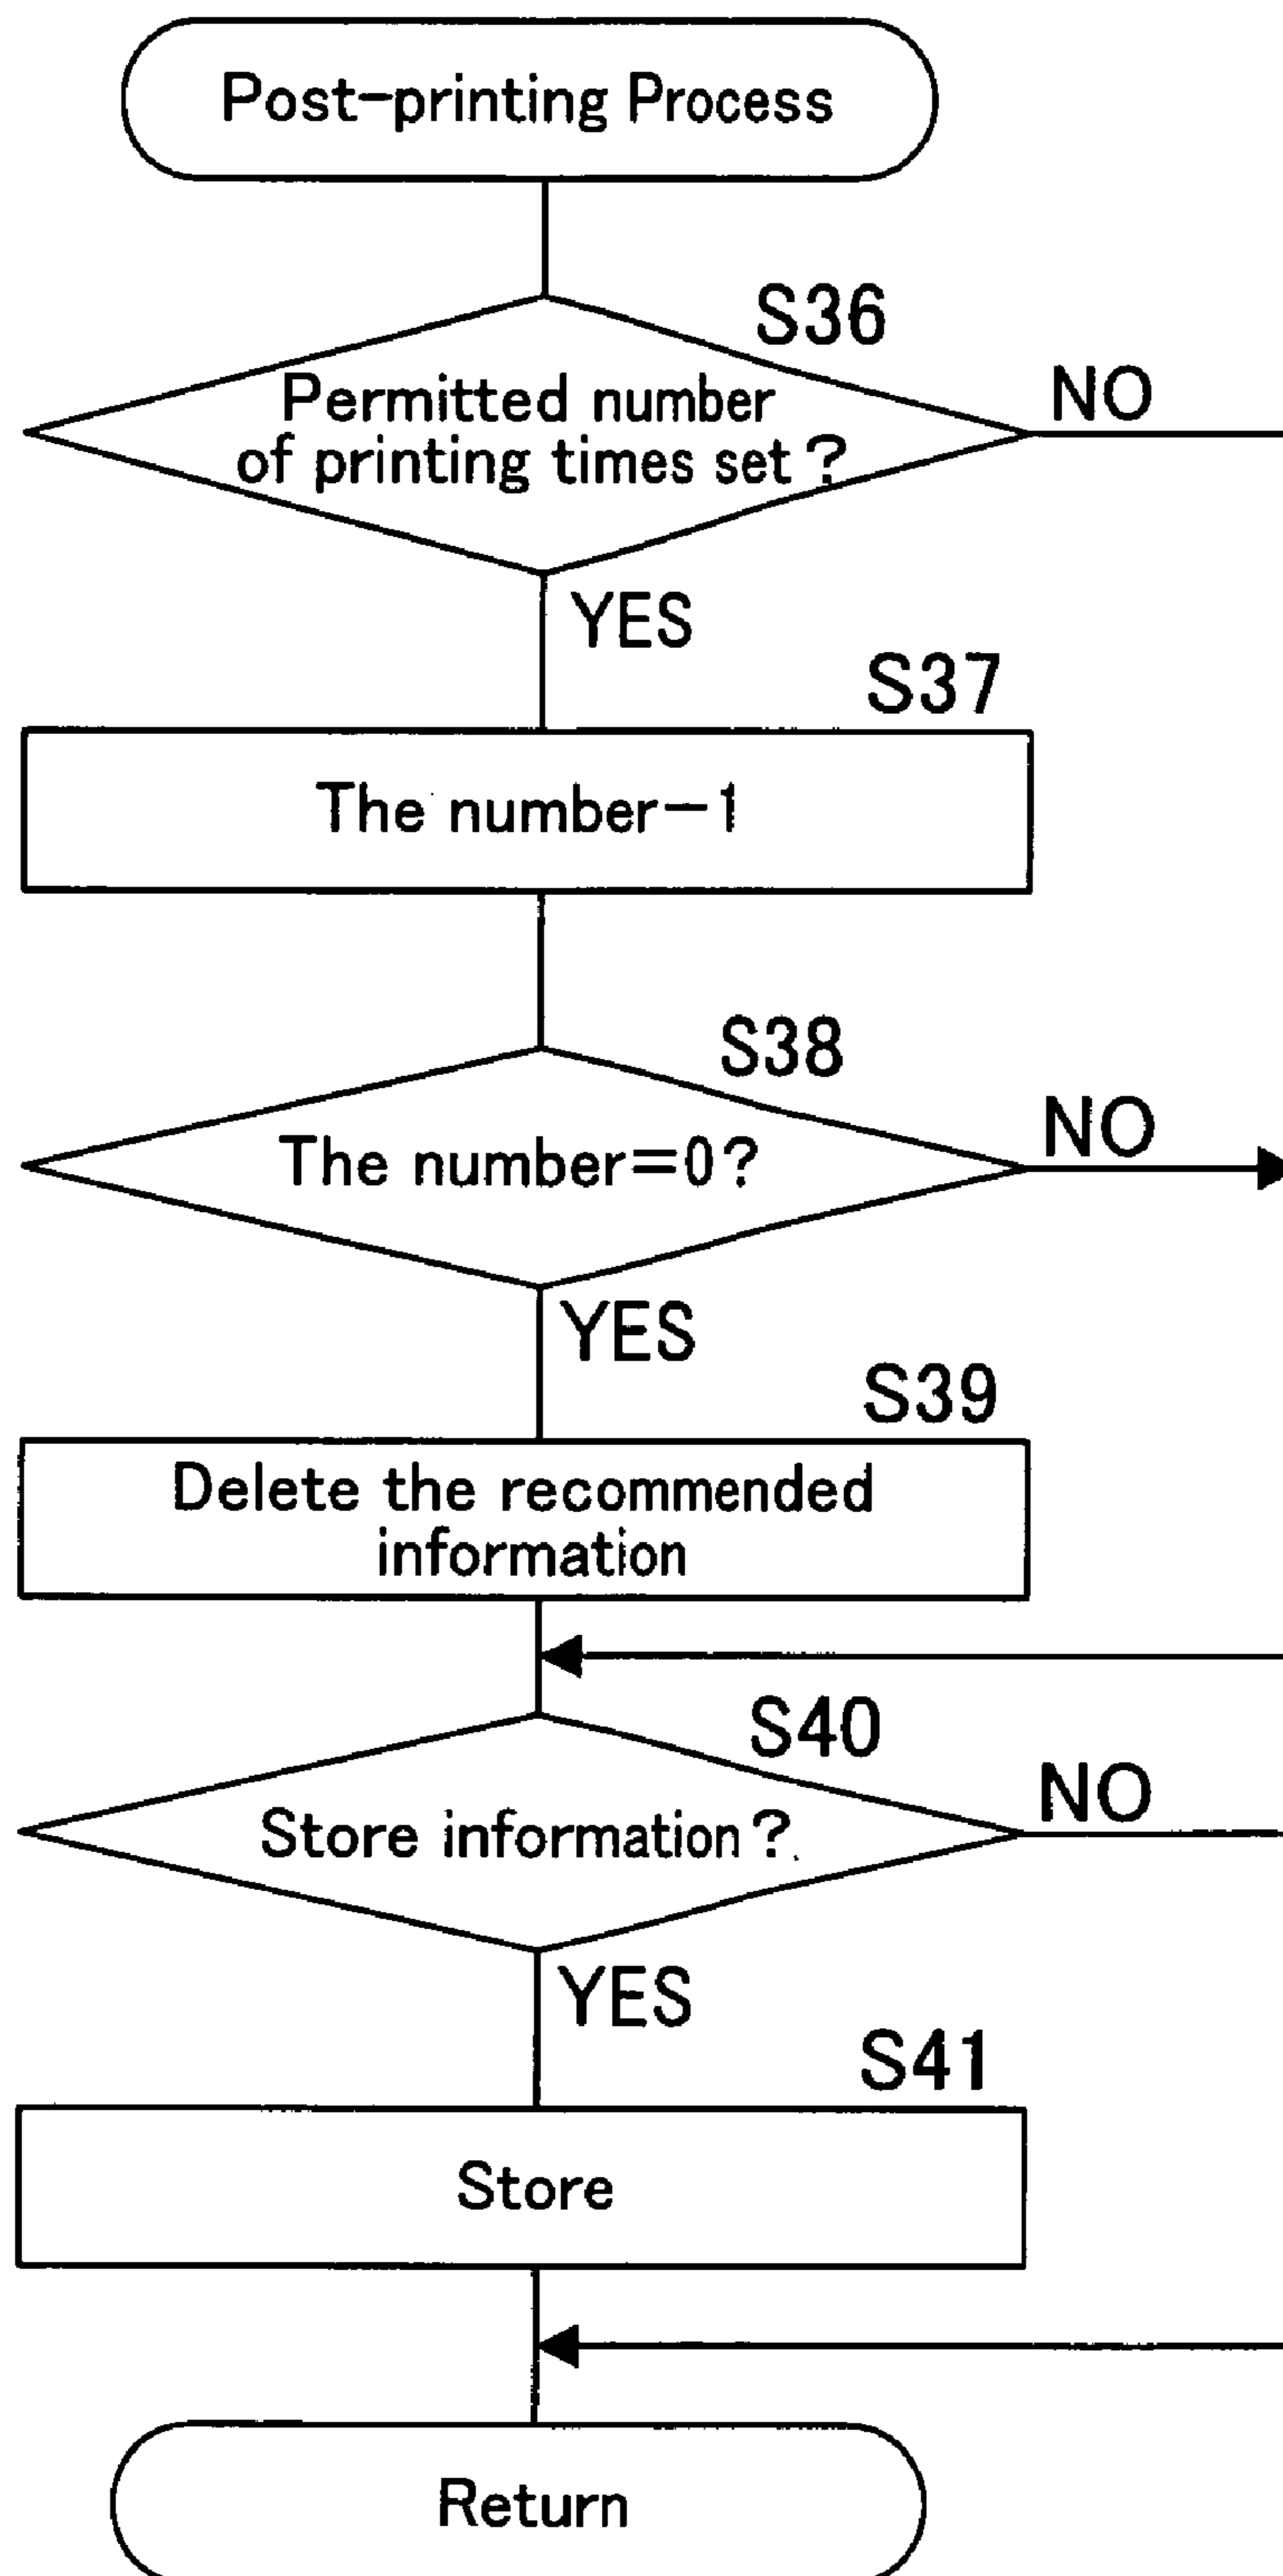 Post-printing Process
S36
Permitted number
of printing times set?
NO
YES
S37
The number-1
S38
The number=0?
NO
YES
S39
Delete the recommended
information
S40
Store information?
NO
YES
S41
Store
Return